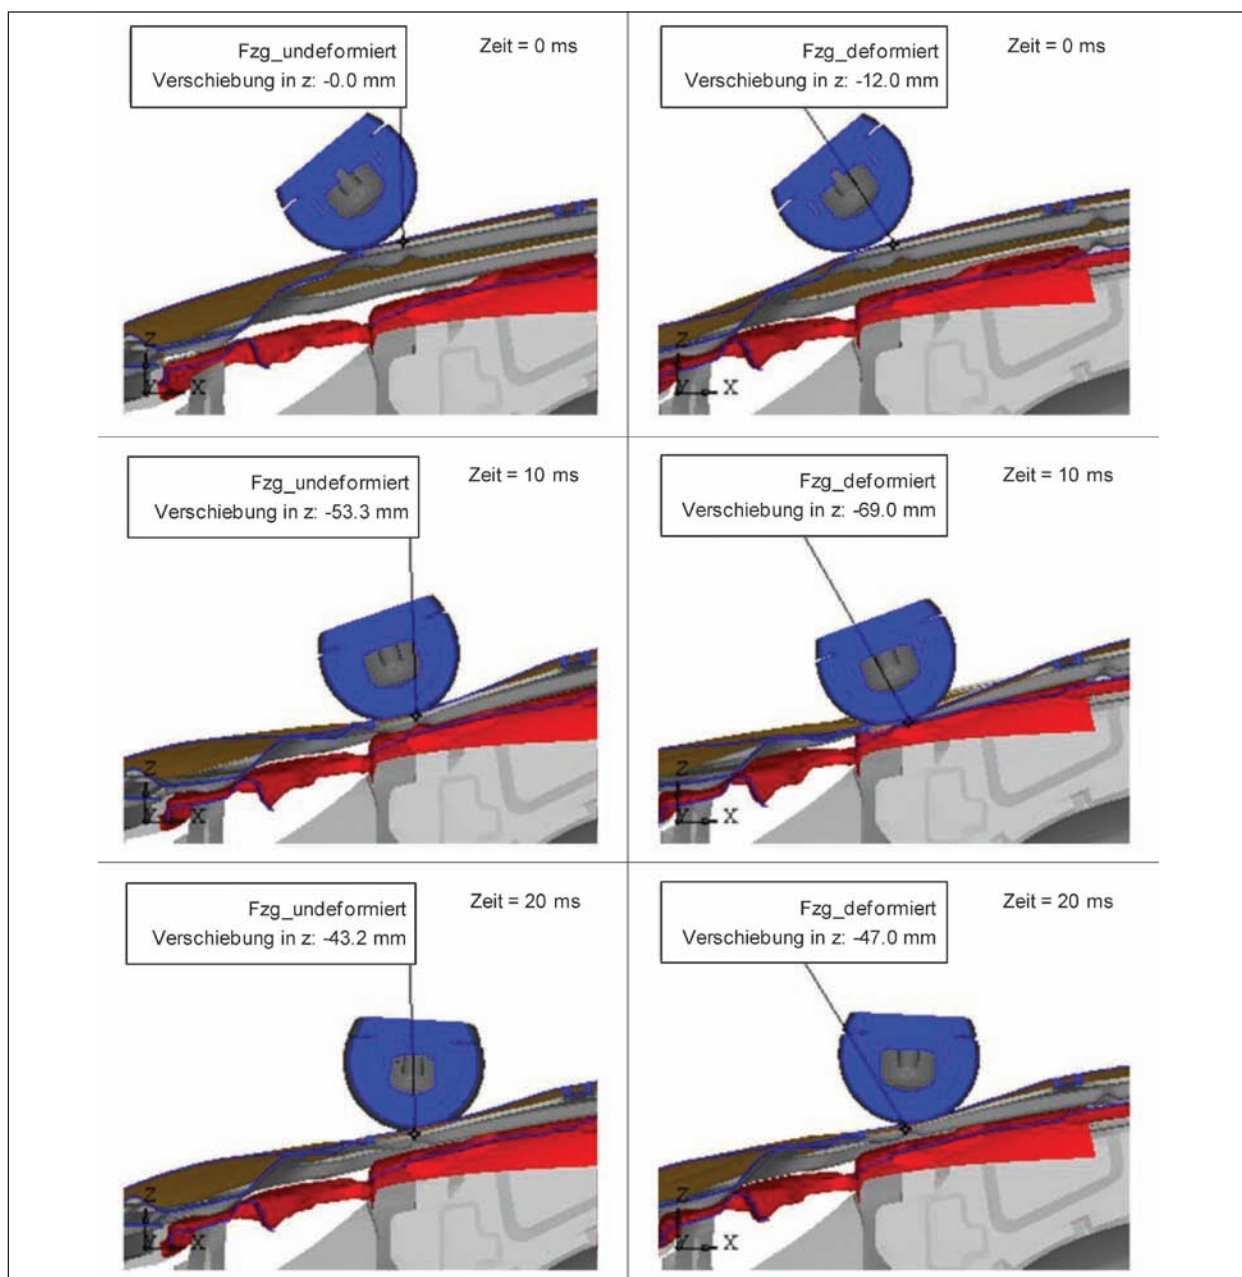 Fzg_undeformiert
Verschiebung in z: -0.0 mm
Zeit = 0 ms
Fzg_deformiert
Verschiebung in z: -12.0 mm
Zeit = 0 ms
Z
Y X
Z
Y X
Fzg_undeformiert
Verschiebung in z: -53.3 mm
Zeit = 10 ms
Fzg_deformiert
Verschiebung in z: -69.0 mm
Zeit = 10 ms
Z
Y X
Z
Y X
Fzg_undeformiert
Verschiebung in z: -43.2 mm
Zeit = 20 ms
Fzg_deformiert
Verschiebung in z: -47.0 mm
Zeit = 20 ms
Z
Y X
Z
Y X